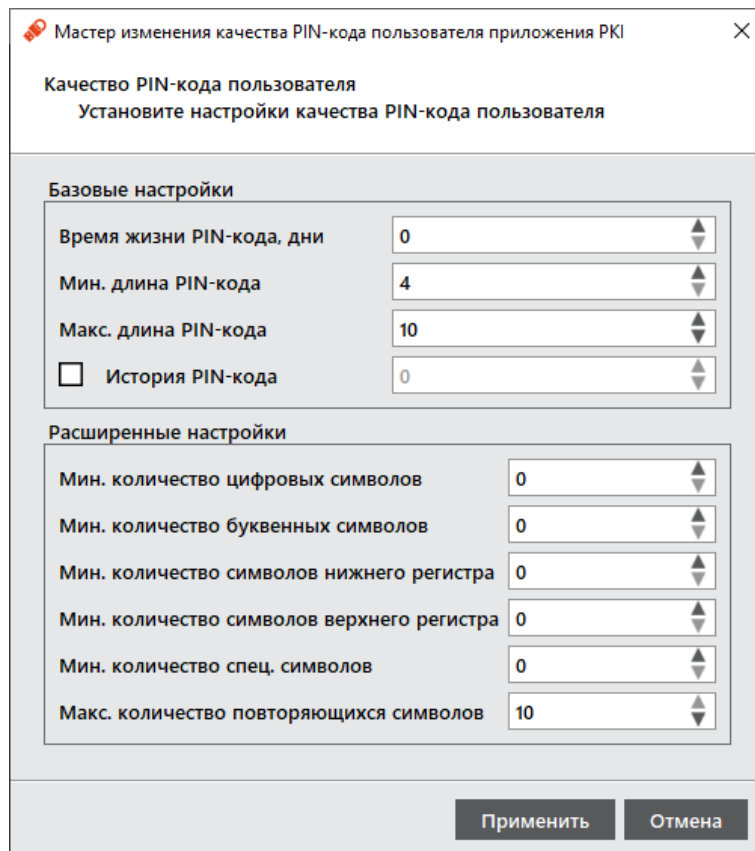 Мастер изменения качества PIN-кода пользователя приложения PKI
Качество PIN-кода пользователя
Установите настройки качества PIN-кода пользователя
Базовые настройки
Время жизни PIN-кода, дни 0
Мин. длина PIN-кода 4
Макс. длина PIN-кода 10
История PIN-кода 0
Расширенные настройки
Мин. количество цифровых символов 0
Мин. количество буквенных символов 0
Мин. количество символов нижнего регистра 0
Мин. количество символов верхнего регистра 0
Мин. количество спец. символов 0
Макс. количество повторяющихся символов 10
Применить Отмена